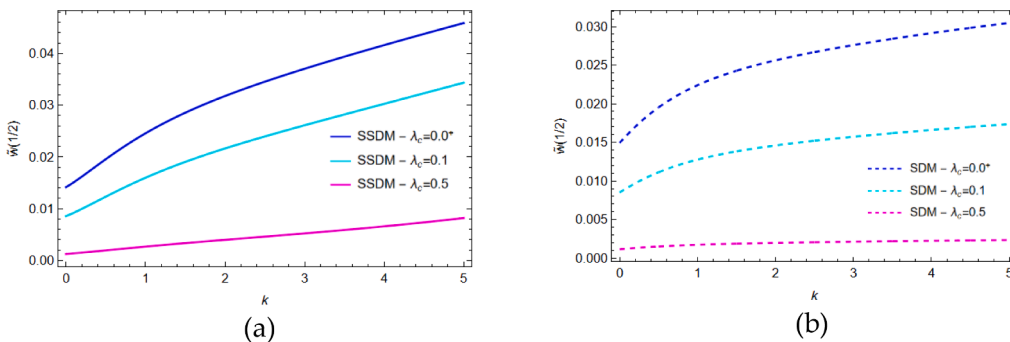 0.04
0.03
0.02
0.01
0.00
w̃(1/2)
SSDM – λc=0.0⁺
SSDM – λc=0.1
SSDM – λc=0.5
0 1 2 3 4 5
k
(a)
0.030
0.025
0.020
0.015
0.010
0.005
0.000
w̃(1/2)
SDM – λc=0.0⁺
SDM – λc=0.1
SDM – λc=0.5
0 1 2 3 4 5
k
(b)